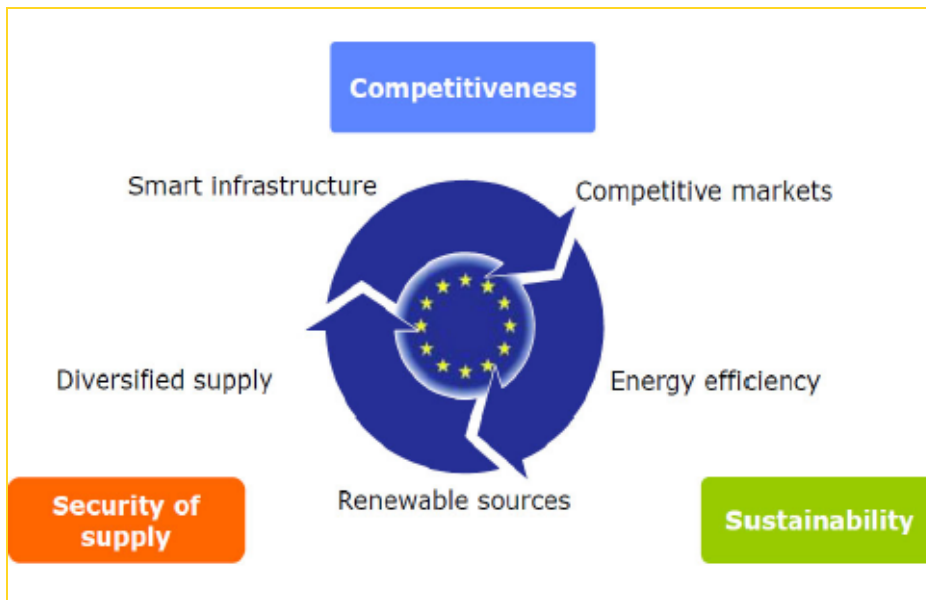 Competitiveness
Smart infrastructure
Competitive markets
Diversified supply
Energy efficiency
Renewable sources
Security of
supply
Sustainability